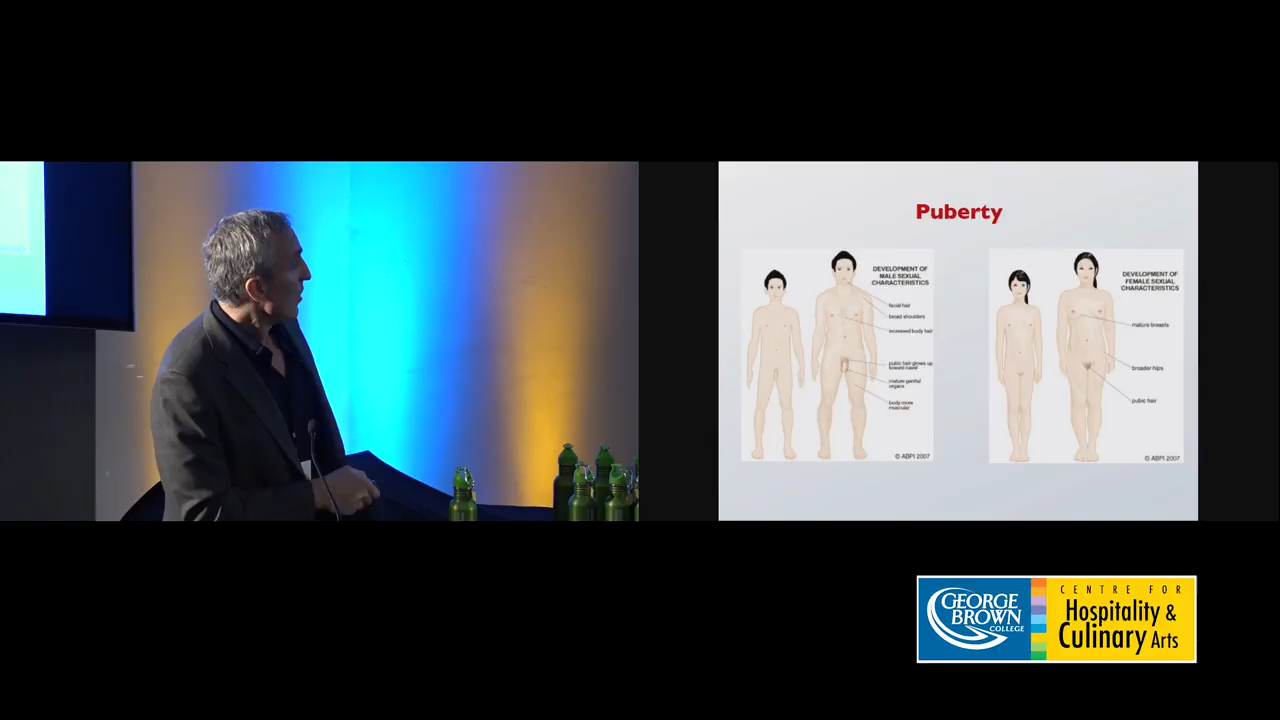 Puberty
DEVELOPMENT OF
MALE SEXUAL
CHARACTERISTICS
facial hair
broad shoulders
increased body hair
pubic hair grows up
toward navel
mature genital
organs
body more
muscular
© ABPI 2007
DEVELOPMENT OF
FEMALE SEXUAL
CHARACTERISTICS
mature breasts
broader hips
pubic hair
© ABPI 2007
GEORGE
BROWN
COLLEGE
CENTRE FOR
Hospitality &
Culinary Arts